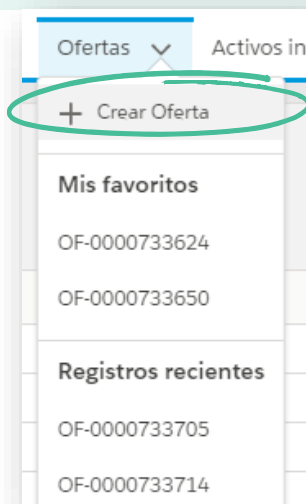 Ofertas Activos in
+ Crear Oferta
Mis favoritos
OF-0000733624
OF-0000733650
Registros recientes
OF-0000733705
OF-0000733714